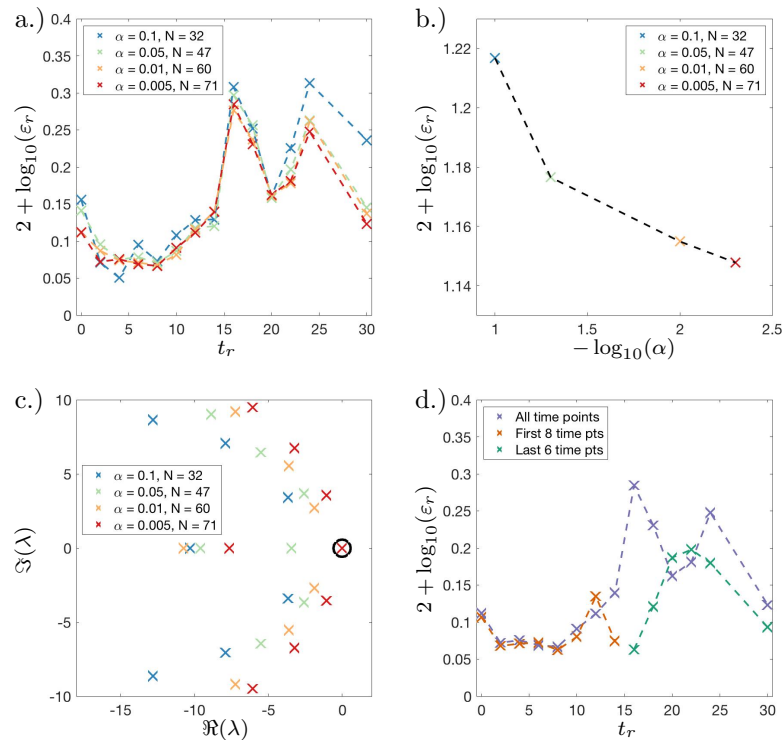 a.)
2 + log₁₀(εᵣ)
0.4
0.35
0.3
0.25
0.2
0.15
0.1
0.05
0
0 5 10 15 20 25 30
tᵣ
α = 0.1, N = 32
α = 0.05, N = 47
α = 0.01, N = 60
α = 0.005, N = 71
b.)
2 + log₁₀(εᵣ)
1.22
1.2
1.18
1.16
1.14
1 1.5 2 2.5
− log₁₀(α)
α = 0.1, N = 32
α = 0.05, N = 47
α = 0.01, N = 60
α = 0.005, N = 71
c.)
ℑ(λ)
10
5
0
-5
-10
-15 -10 -5 0
ℜ(λ)
α = 0.1, N = 32
α = 0.05, N = 47
α = 0.01, N = 60
α = 0.005, N = 71
d.)
2 + log₁₀(εᵣ)
0.4
0.35
0.3
0.25
0.2
0.15
0.1
0.05
0
0 5 10 15 20 25 30
tᵣ
All time points
First 8 time pts
Last 6 time pts